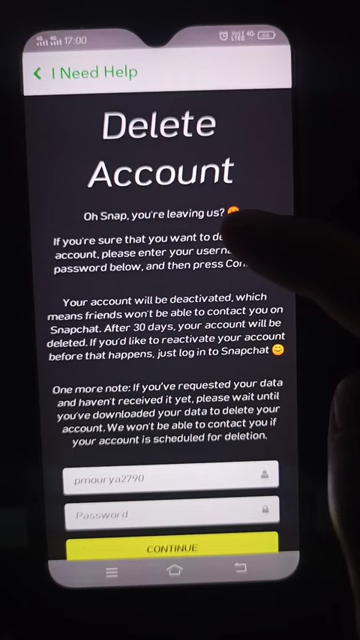 17:00
I Need Help
Delete
Account
Oh Snap, you're leaving us?
If you're sure that you want to
account, please enter your
password below, and then press
Your account will be deactivated, which
means friends won't be able to contact you on
Snapchat. After 30 days, your account will be
deleted. If you'd like to reactivate your account
before that happens, just log in to Snapchat 😊
One more note: If you've requested your data
and haven't received it yet, please wait until
you've downloaded your data to delete your
account. We won't be able to contact you if
your account is scheduled for deletion.
pmourya2790
Password
CONTINUE